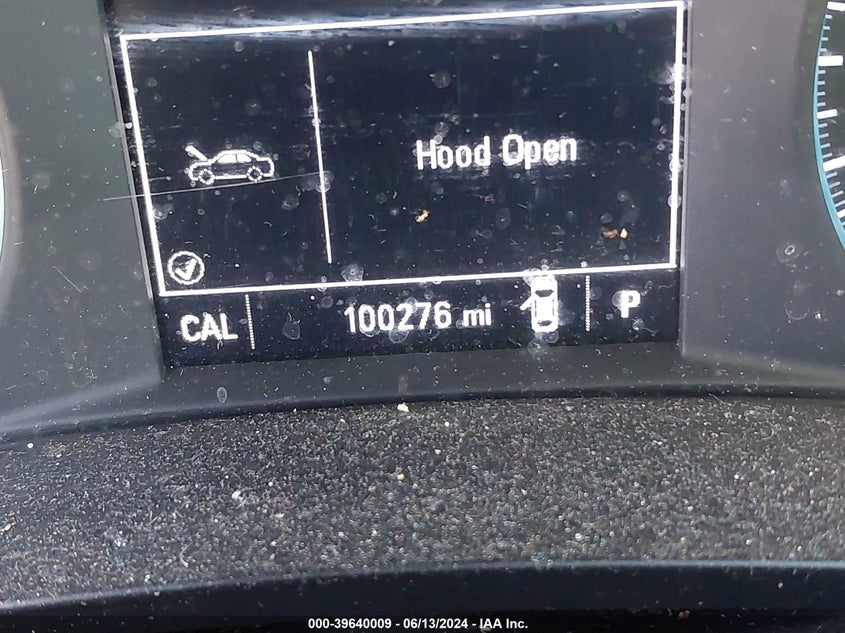 Hood Open
CAL 100276 mi P
000-39640009 - 06/13/2024 - IAA Inc.